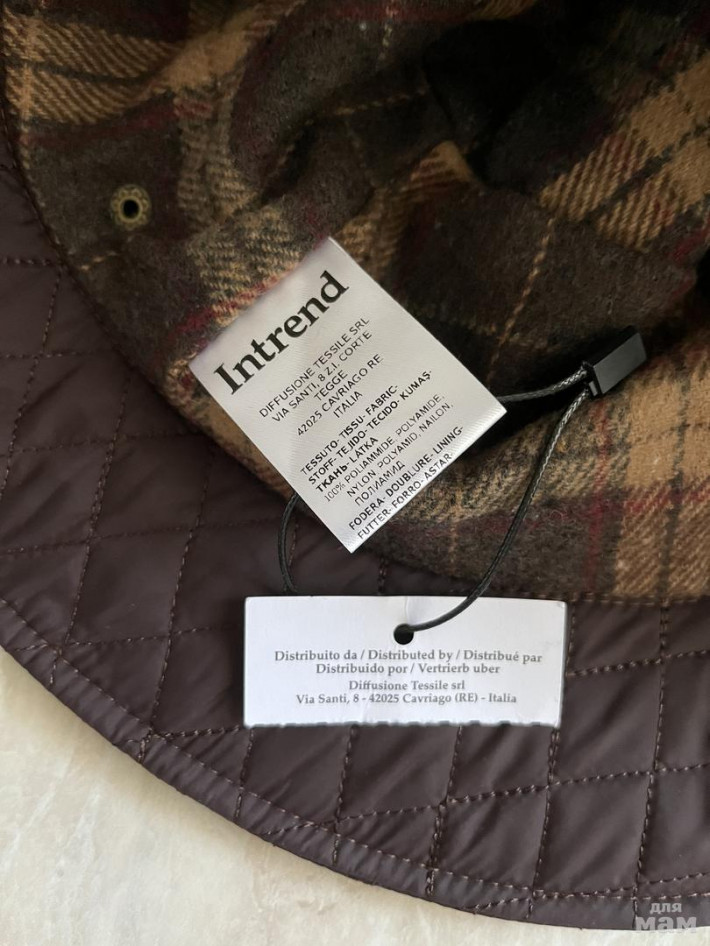 Intrend
DIFFUSIONE TESSILE SRL
VIA SANTI, 8 Z.I. CORTE
TEGGE
42025 CAVRIAGO RE
ITALIA
TESSUTO- TISSU- FABRIC-
STOFF- TEJIDO- TECIDO- KUMAŞ-
ТКАНЬ- LÁTKA
100% POLIAMMIDE, POLYAMIDE,
NYLON, POLYAMID, NAILON,
ПОЛИАМИД
FODERA- DOUBLURE- LINING-
FUTTER- FORRO- ASTAR-
Distribuito da / Distributed by / Distribué par
Distribuido por / Vertrierb uber
Diffusione Tessile srl
Via Santi, 8 - 42025 Cavriago (RE) - Italia
для
мам